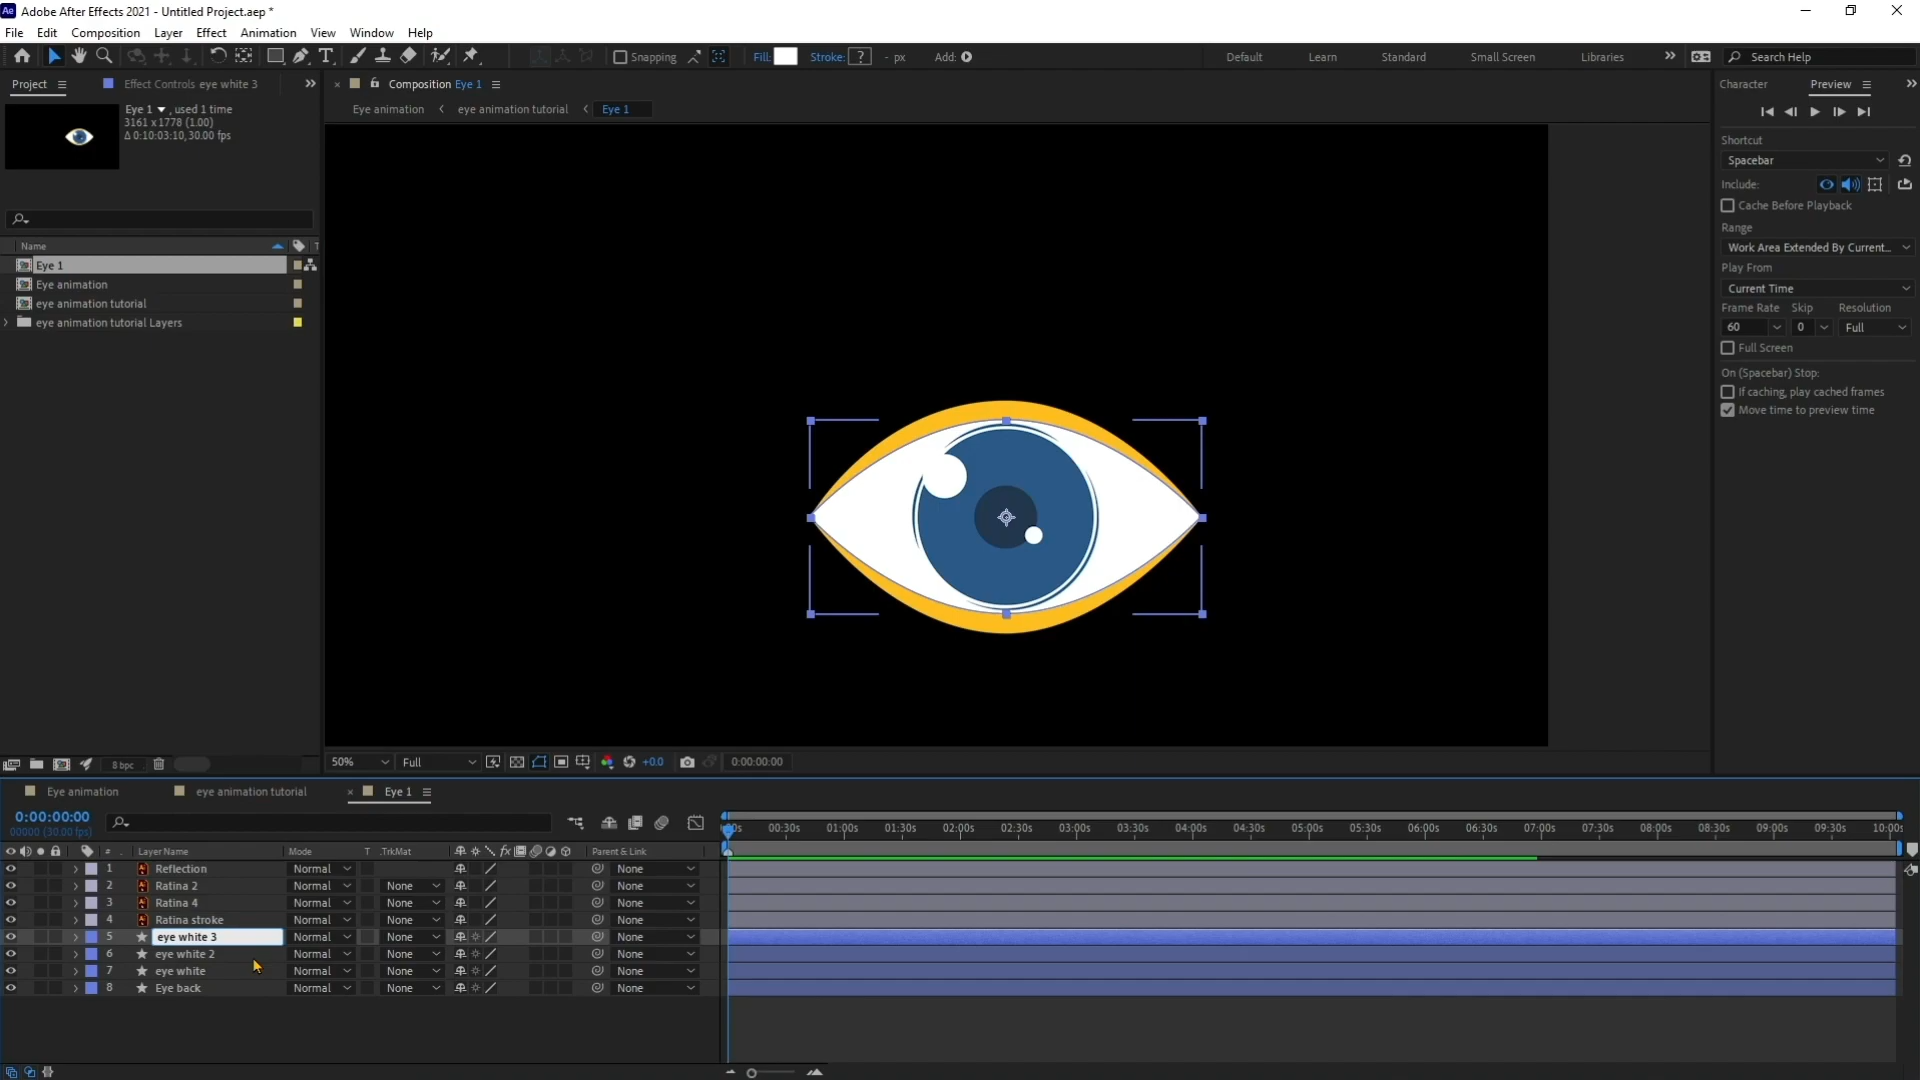 Ae Adobe After Effects 2021 - Untitled Project.aep *
File Edit Composition Layer Effect Animation View Window Help
Snapping Fill: Stroke: ? - px Add: Default Learn Standard Small Screen Libraries Search Help
Project Effect Controls eye white 3 Composition Eye 1 Character Preview
Eye 1 , used 1 time
3161 x 1778 (1.00)
Δ 0:10:03:10, 30.00 fps
Eye animation eye animation tutorial Eye 1
Shortcut
Spacebar
Include:
Cache Before Playback
Range
Work Area Extended By Current...
Play From
Current Time
Frame Rate Skip Resolution
60 0 Full
Full Screen
On (Spacebar) Stop:
If caching, play cached frames
Move time to preview time
Name T
Eye 1
Eye animation
eye animation tutorial
eye animation tutorial Layers
8 bpc 50% Full +0.0 0:00:00:00
Eye animation eye animation tutorial Eye 1
0:00:00:00
00000 (30.00 fps)
00:30s 01:00s 01:30s 02:00s 02:30s 03:00s 03:30s 04:00s 04:30s 05:00s 05:30s 06:00s 06:30s 07:00s 07:30s 08:00s 08:30s 09:00s 09:30s 10:00s
# Layer Name Mode T .TrkMat fx Parent & Link
1 Ai Reflection Normal None
2 Ai Ratina 2 Normal None None
3 Ai Ratina 4 Normal None None
4 Ai Ratina stroke Normal None None
5 eye white 3 Normal None None
6 eye white 2 Normal None None
7 eye white Normal None None
8 Eye back Normal None None